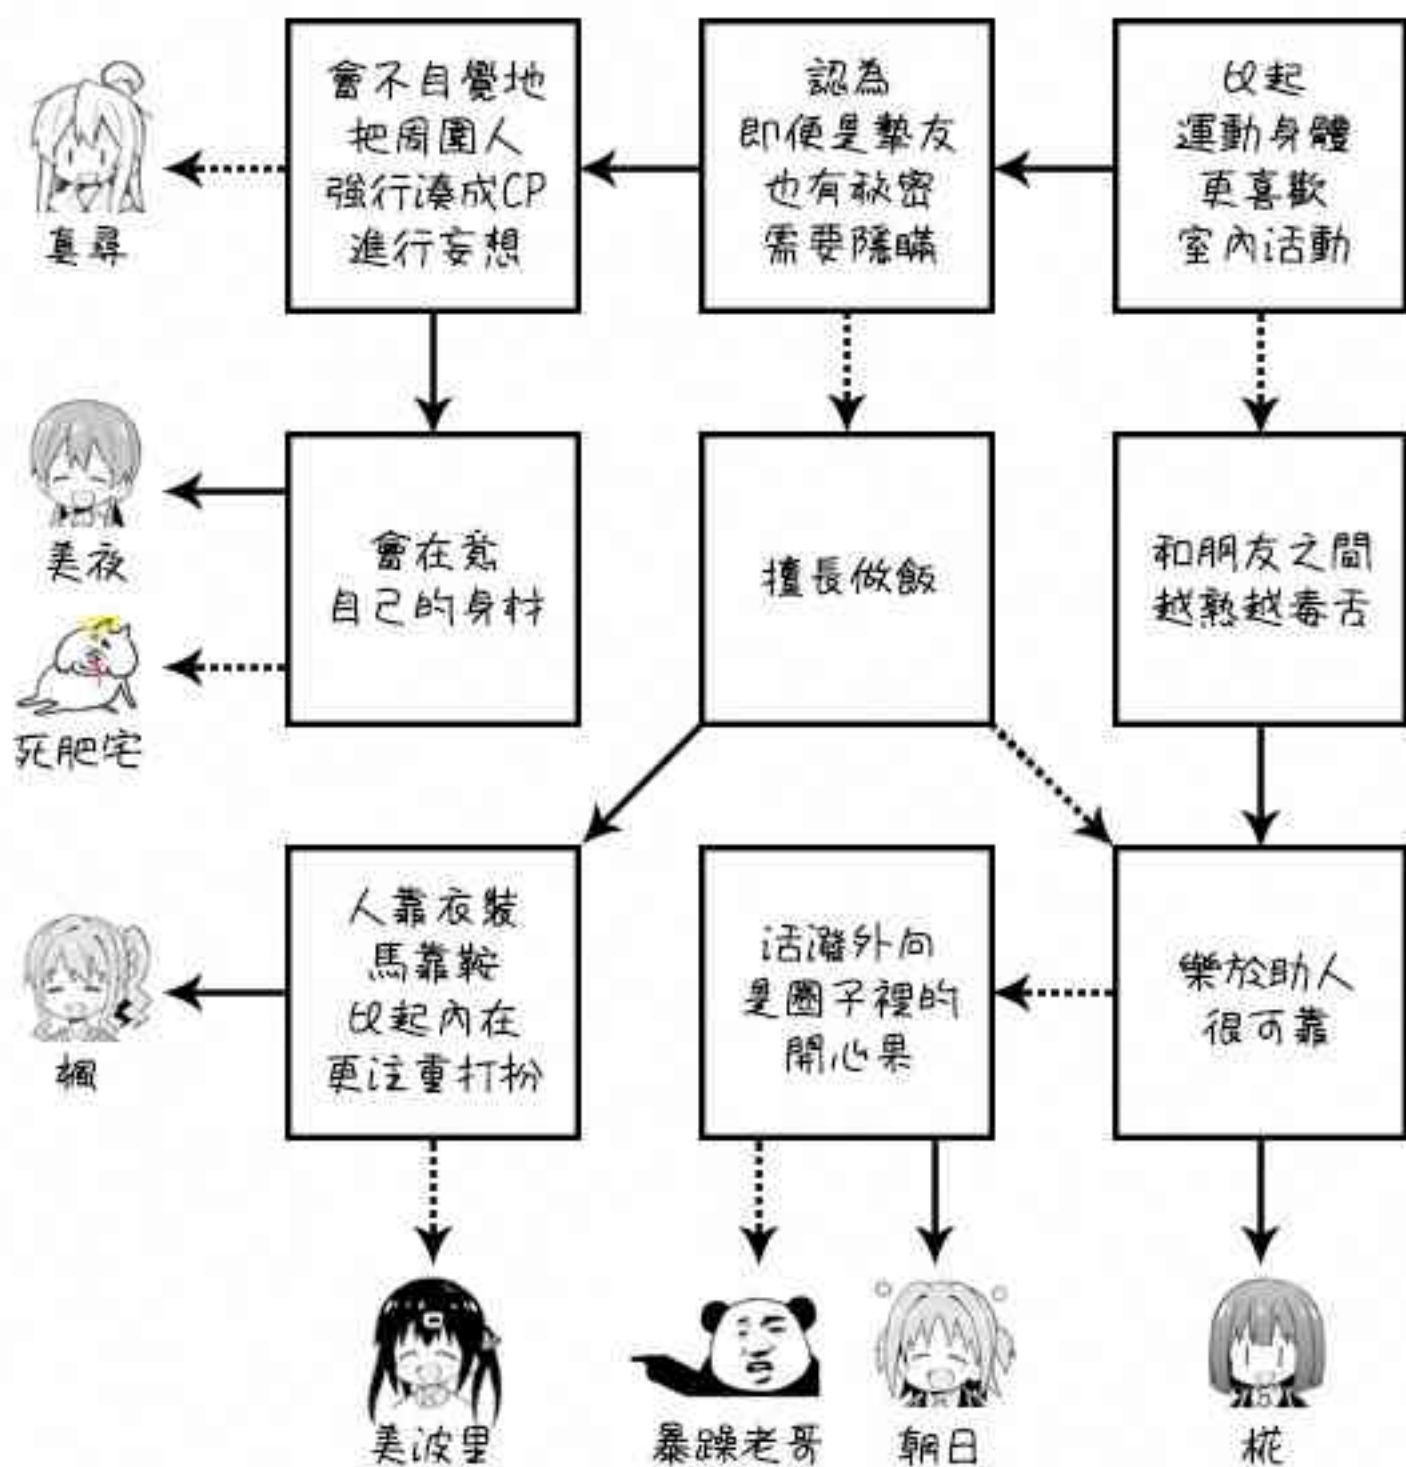 會不自覺地
把周圍人
強行湊成CP
進行妄想
認為
即便是摯友
也有秘密
需要隱瞞
比起
運動身體
更喜歡
室內活動
真尋
會在意
自己的身材
擅長做飯
和朋友之間
越熟越毒舌
美夜
死肥宅
人靠衣裝
馬靠鞍
比起內在
更注重打扮
活潑外向
是圈子裡的
開心果
樂於助人
很可靠
楓
美波里
暴躁老哥
朝日
椛